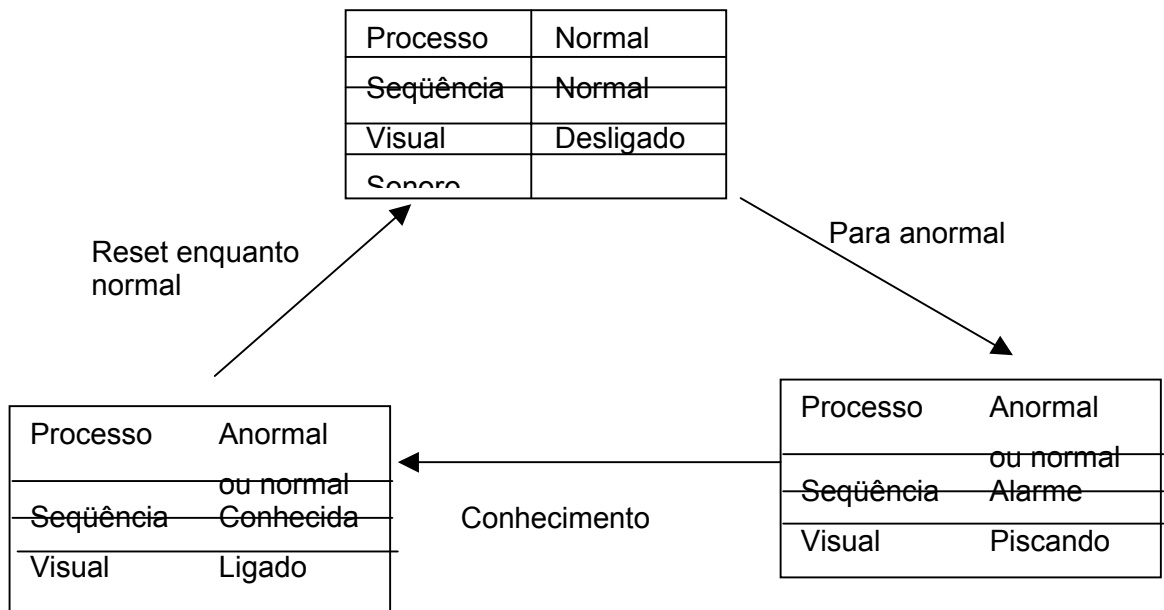 Processo Normal
Seqüência Normal
Visual Desligado
Sonoro
Reset enquanto
normal
Para anormal
Processo Anormal
ou normal
Seqüência Conhecida
Visual Ligado
Conhecimento
Processo Anormal
ou normal
Seqüência Alarme
Visual Piscando